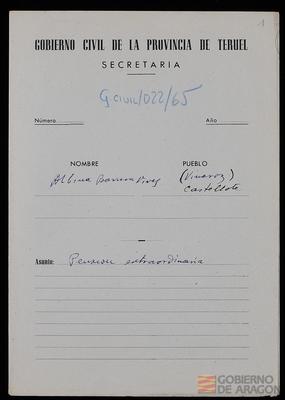 1
GOBIERNO CIVIL DE LA PROVINCIA DE TERUEL
SECRETARIA
G CIVIL/022/65
Número
Año
NOMBRE
PUEBLO
Albina (Vinaroz)
Castellote
Asunto: Pension extraordinaria
GOBIERNO
DE ARAGON